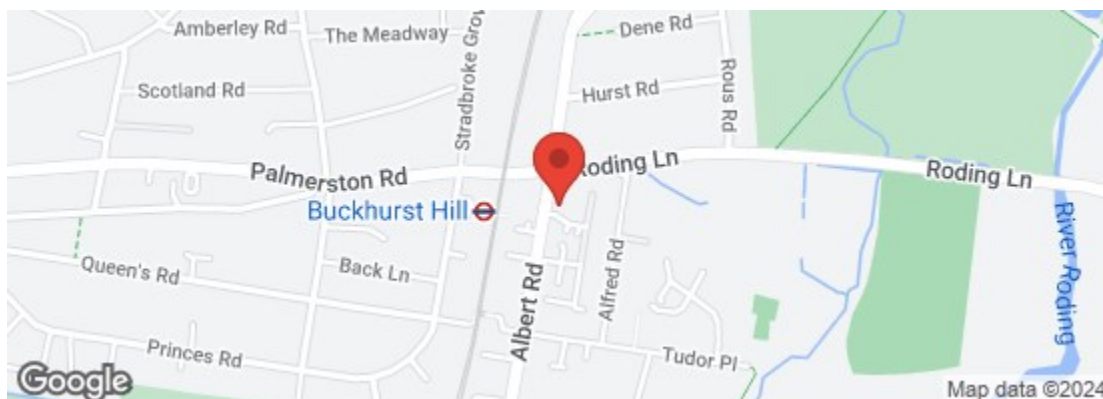 Amberley Rd
The Meadway
Stradbroke Grov
Dene Rd
Rous Rd
Scotland Rd
Hurst Rd
Palmerston Rd
Roding Ln
Roding Ln
Buckhurst Hill
River Roding
Queen's Rd
Back Ln
Albert Rd
Alfred Rd
Princes Rd
Tudor Pl
Google
Map data ©2024